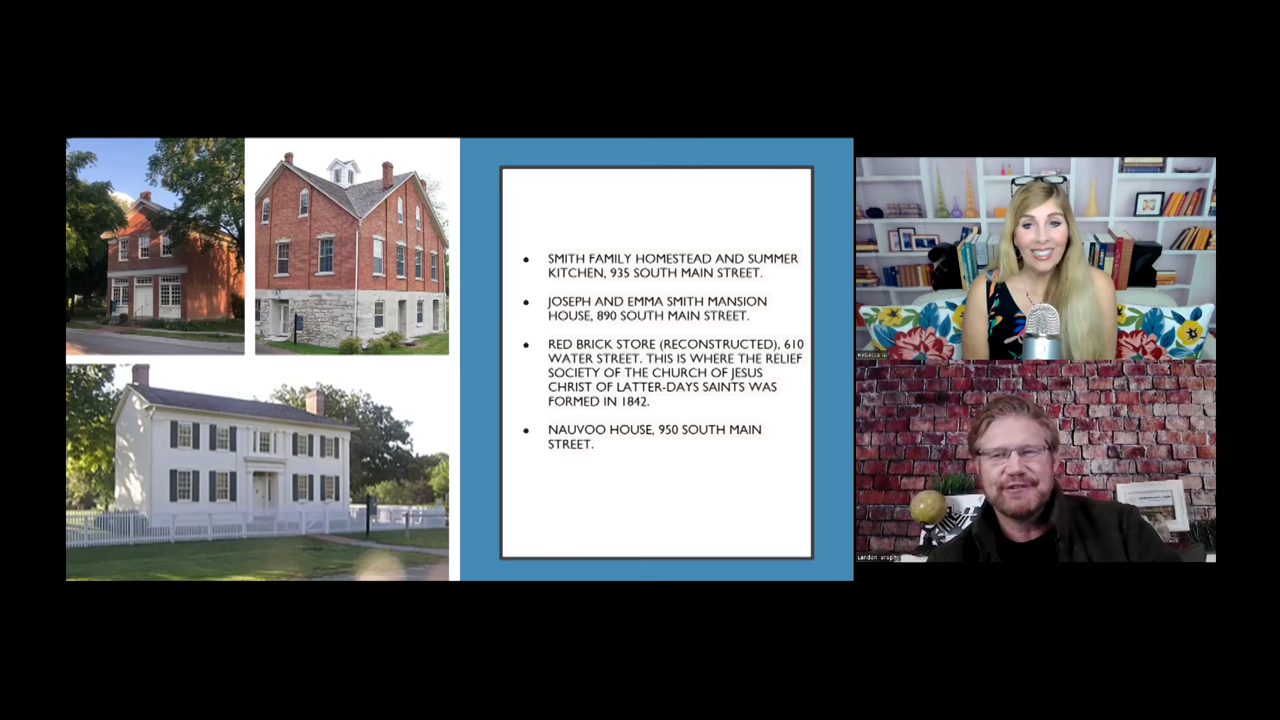 SMITH FAMILY HOMESTEAD AND SUMMER
KITCHEN, 935 SOUTH MAIN STREET.
JOSEPH AND EMMA SMITH MANSION
HOUSE, 890 SOUTH MAIN STREET.
RED BRICK STORE (RECONSTRUCTED), 610
WATER STREET. THIS IS WHERE THE RELIEF
SOCIETY OF THE CHURCH OF JESUS
CHRIST OF LATTER-DAYS SAINTS WAS
FORMED IN 1842.
NAUVOO HOUSE, 950 SOUTH MAIN
STREET.
Landon